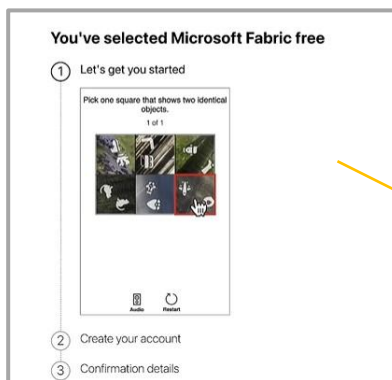 You've selected Microsoft Fabric free
1 Let's get you started
Pick one square that shows two identical
objects.
1 of 1
Audio Restart
2 Create your account
3 Confirmation details